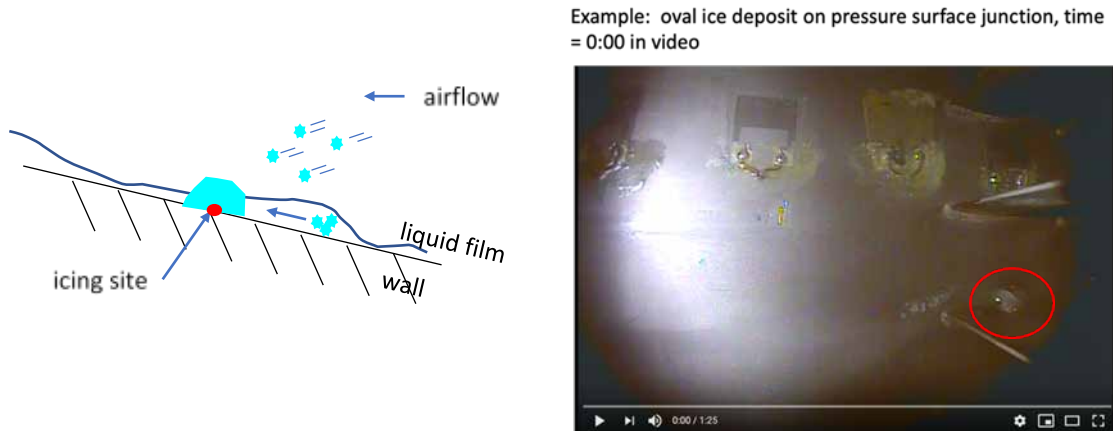 Example:  oval ice deposit on pressure surface junction, time
= 0:00 in video
airflow
liquid film
icing site
wall
0:00 / 1:25